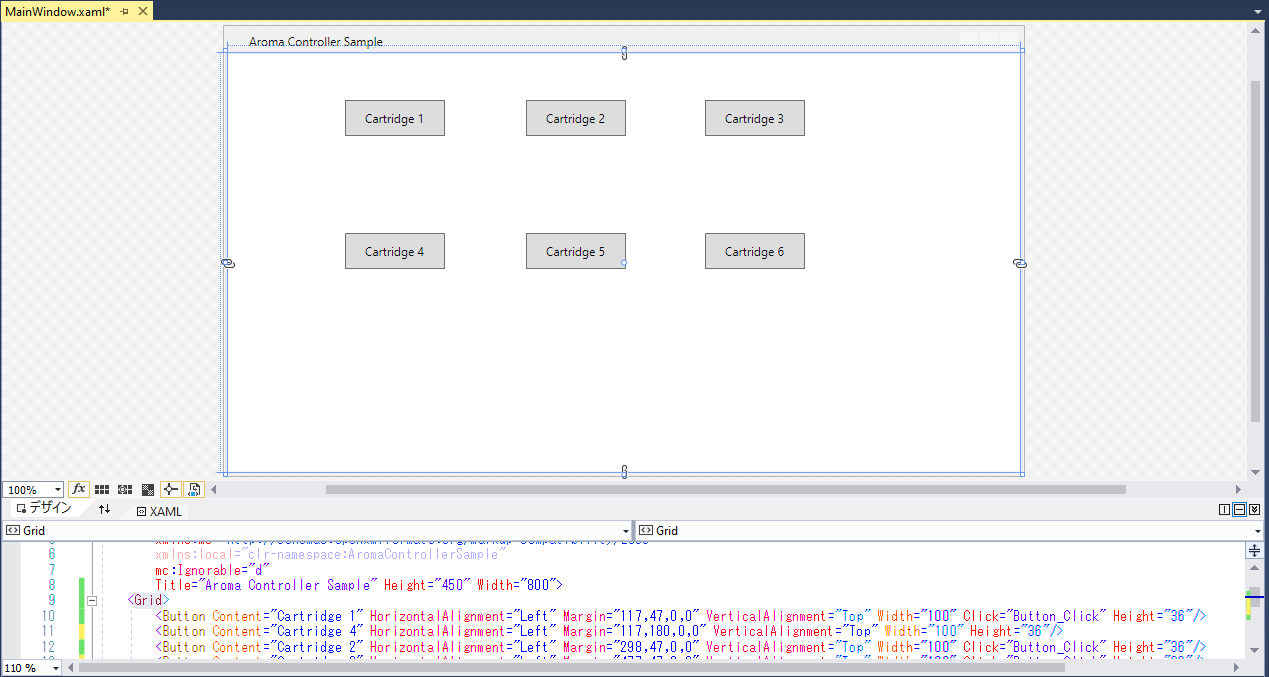 MainWindow.xaml*
Aroma Controller Sample
Cartridge 1
Cartridge 2
Cartridge 3
Cartridge 4
Cartridge 5
Cartridge 6
100%
fx
デザイン
XAML
Grid
Grid
6 xmlns:local="clr-namespace:AromaControllerSample"
7 mc:Ignorable="d"
8 Title="Aroma Controller Sample" Height="450" Width="800">
9 <Grid>
10 <Button Content="Cartridge 1" HorizontalAlignment="Left" Margin="117,47,0,0" VerticalAlignment="Top" Width="100" Click="Button_Click" Height="36"/>
11 <Button Content="Cartridge 4" HorizontalAlignment="Left" Margin="117,180,0,0" VerticalAlignment="Top" Width="100" Height="36"/>
12 <Button Content="Cartridge 2" HorizontalAlignment="Left" Margin="298,47,0,0" VerticalAlignment="Top" Width="100" Click="Button_Click" Height="36"/>
110 %